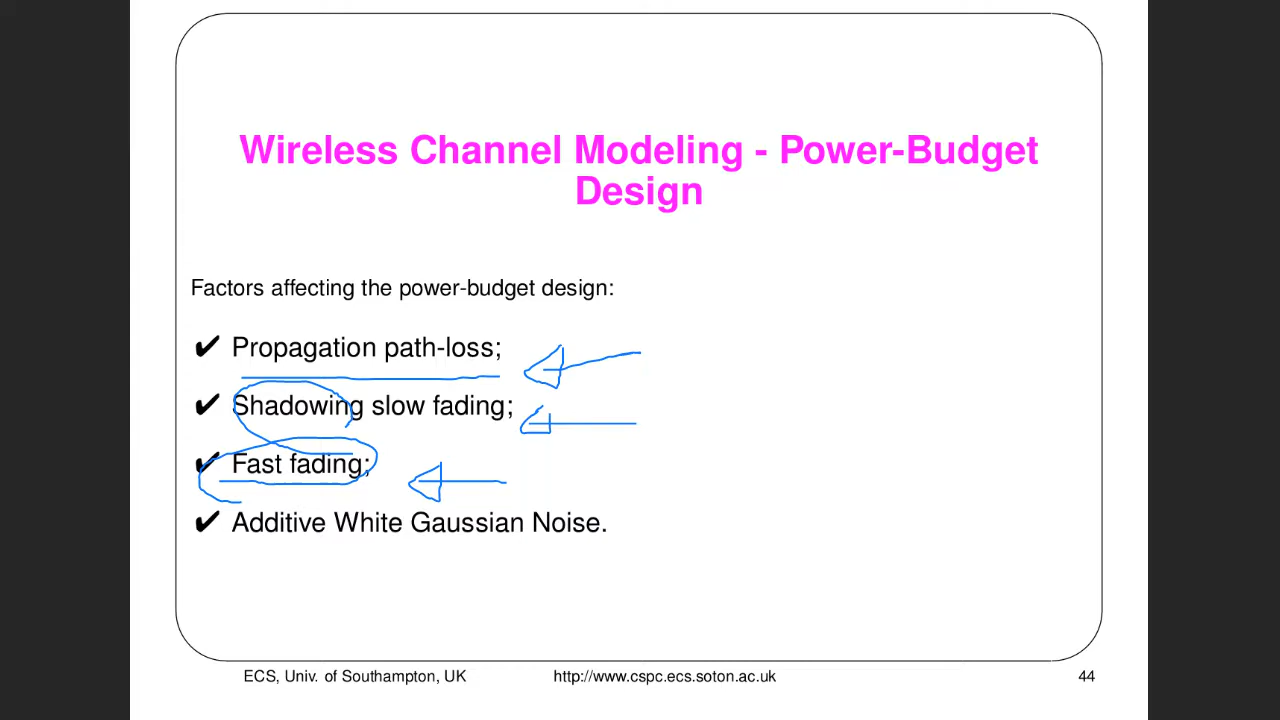 Wireless Channel Modeling - Power-Budget
Design
Factors affecting the power-budget design:
✔ Propagation path-loss;
✔ Shadowing slow fading;
✔ Fast fading;
✔ Additive White Gaussian Noise.
ECS, Univ. of Southampton, UK http://www.cspc.ecs.soton.ac.uk 44